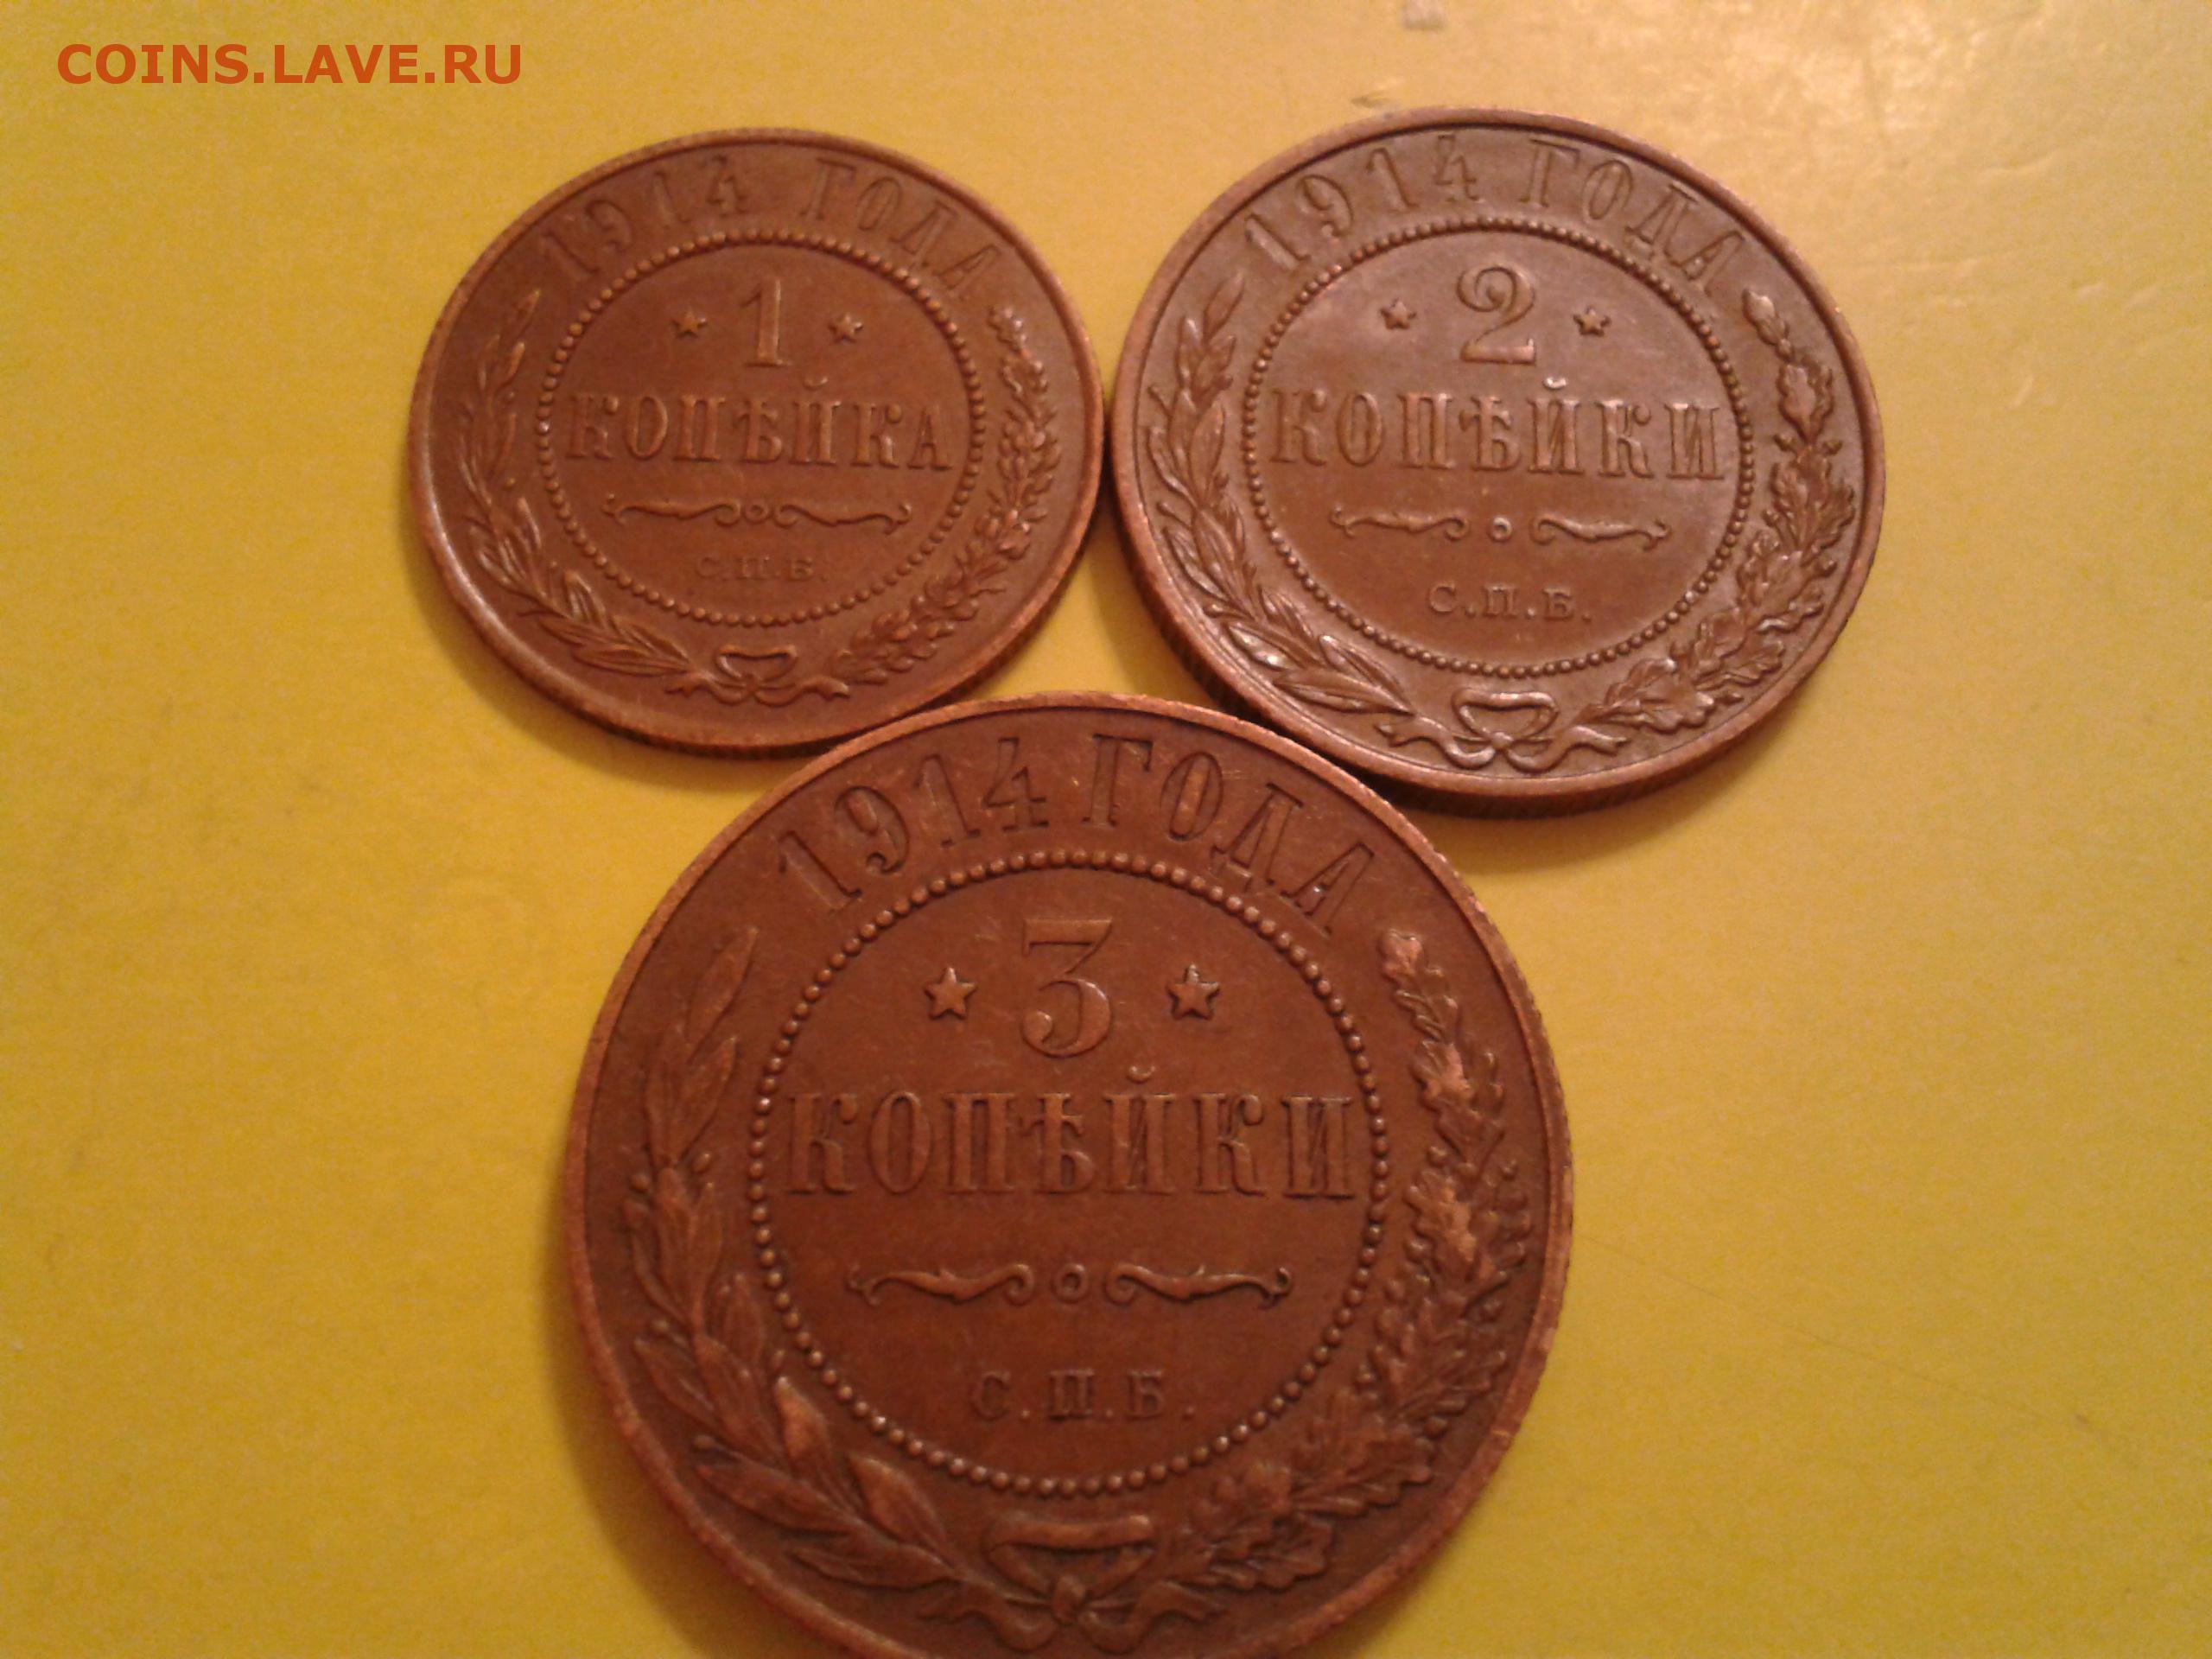 COINS.LAVE.RU
1914 ГОДА
1
КОПѢЙКА
С.П.Б.
1914 ГОДА
2
КОПѢЙКИ
С.П.Б.
1914 ГОДА
3
КОПѢЙКИ
С.П.Б.